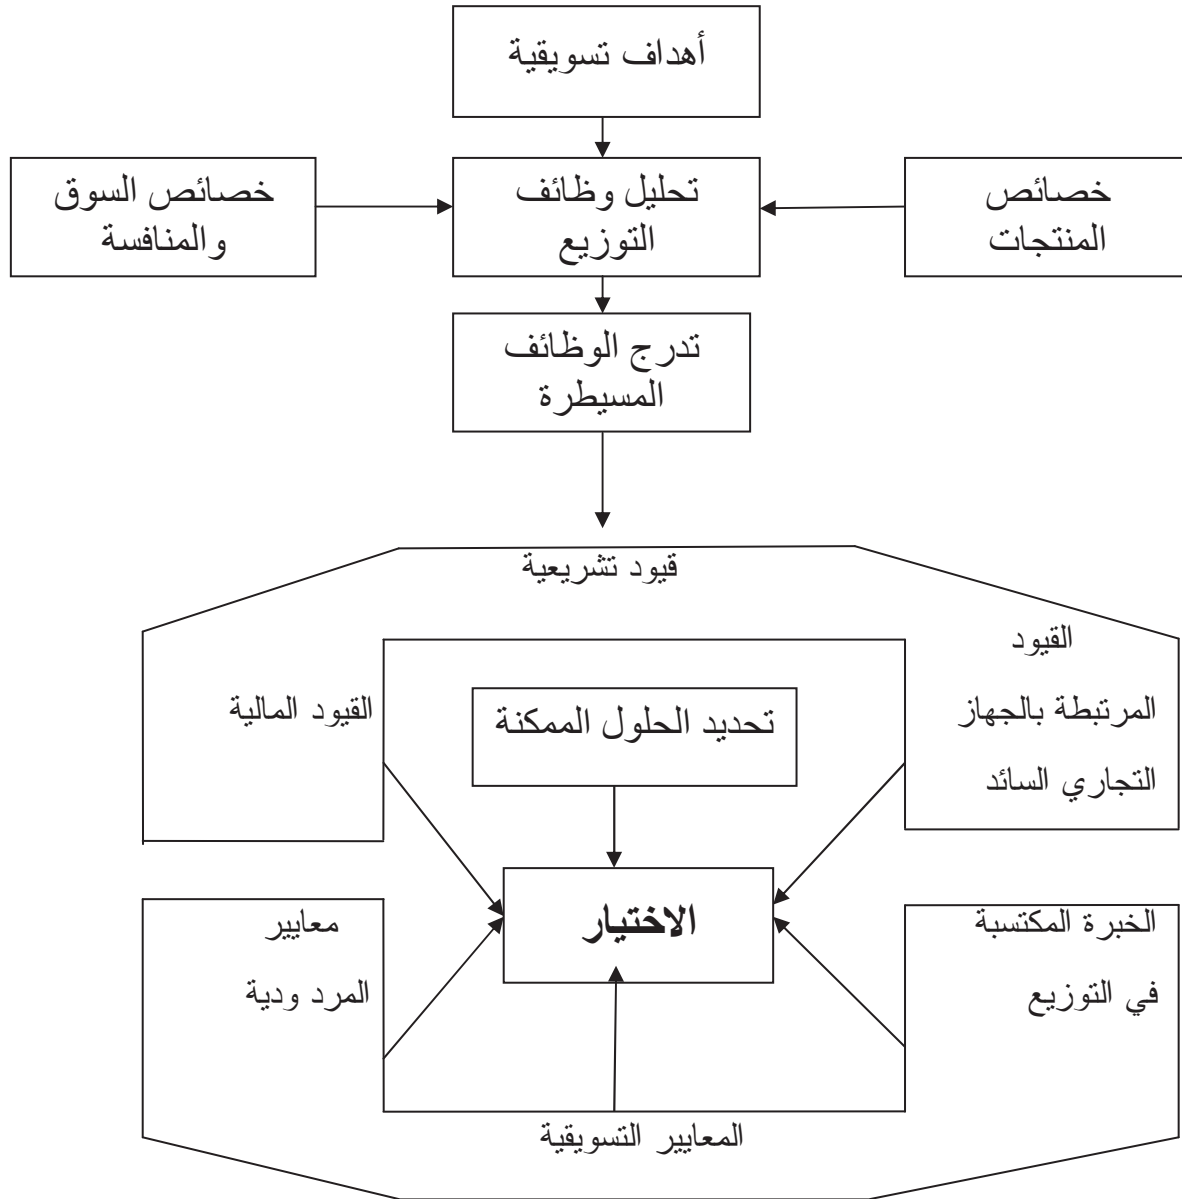 أهداف تسويقية
خصائص
المنتجات
تحليل وظائف
التوزيع
خصائص السوق
والمنافسة
تدرج الوظائف
المسيطرة
قيود تشريعية
القيود
المرتبطة بالجهاز
التجاري السائد
تحديد الحلول الممكنة
القيود المالية
الاختيار
الخبرة المكتسبة
في التوزيع
معايير
المرد ودية
المعايير التسويقية